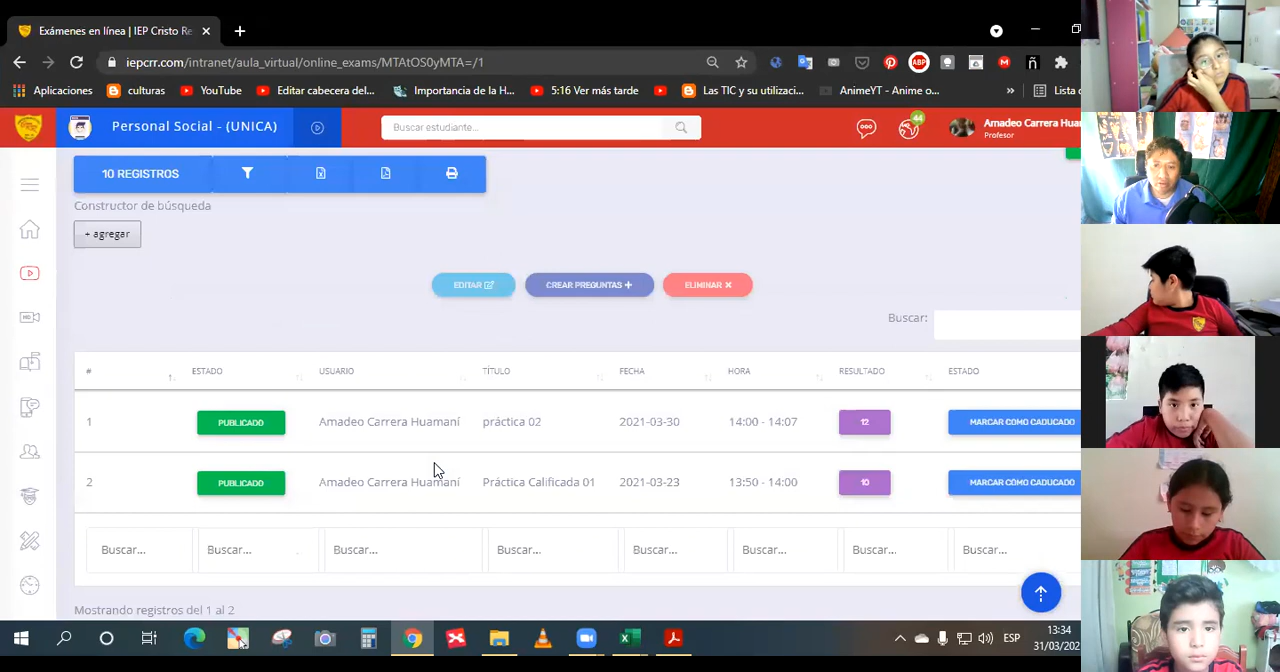 Exámenes en línea | IEP Cristo Re
iepcrr.com/intranet/aula_virtual/online_exams/MTAtOS0yMTA=/1
Aplicaciones culturas YouTube Editar cabecera del... Importancia de la H... 5:16 Ver más tarde Las TIC y su utilizaci... AnimeYT - Anime o... » Lista
Personal Social - (UNICA) Buscar estudiante... 44 Amadeo Carrera Huam
Profesor
10 REGISTROS
Constructor de búsqueda
+ agregar
EDITAR CREAR PREGUNTAS + ELIMINAR ×
Buscar:
# ESTADO USUARIO TÍTULO FECHA HORA RESULTADO ESTADO
1 PUBLICADO Amadeo Carrera Huamaní práctica 02 2021-03-30 14:00 - 14:07 12 MARCAR COMO CADUCADO
2 PUBLICADO Amadeo Carrera Huamaní Práctica Calificada 01 2021-03-23 13:50 - 14:00 10 MARCAR COMO CADUCADO
Buscar... Buscar... Buscar... Buscar... Buscar... Buscar... Buscar... Buscar...
Mostrando registros del 1 al 2
ESP 13:34
31/03/202